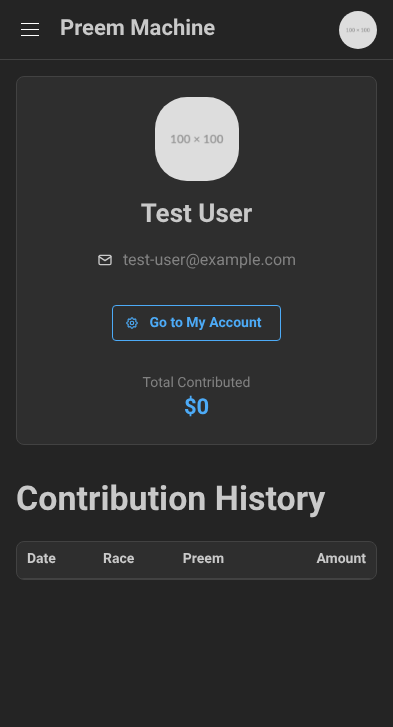 Preem Machine
100 × 100
100 × 100
Test User
test-user@example.com
Go to My Account
Total Contributed
$0
Contribution History
Date Race Preem Amount